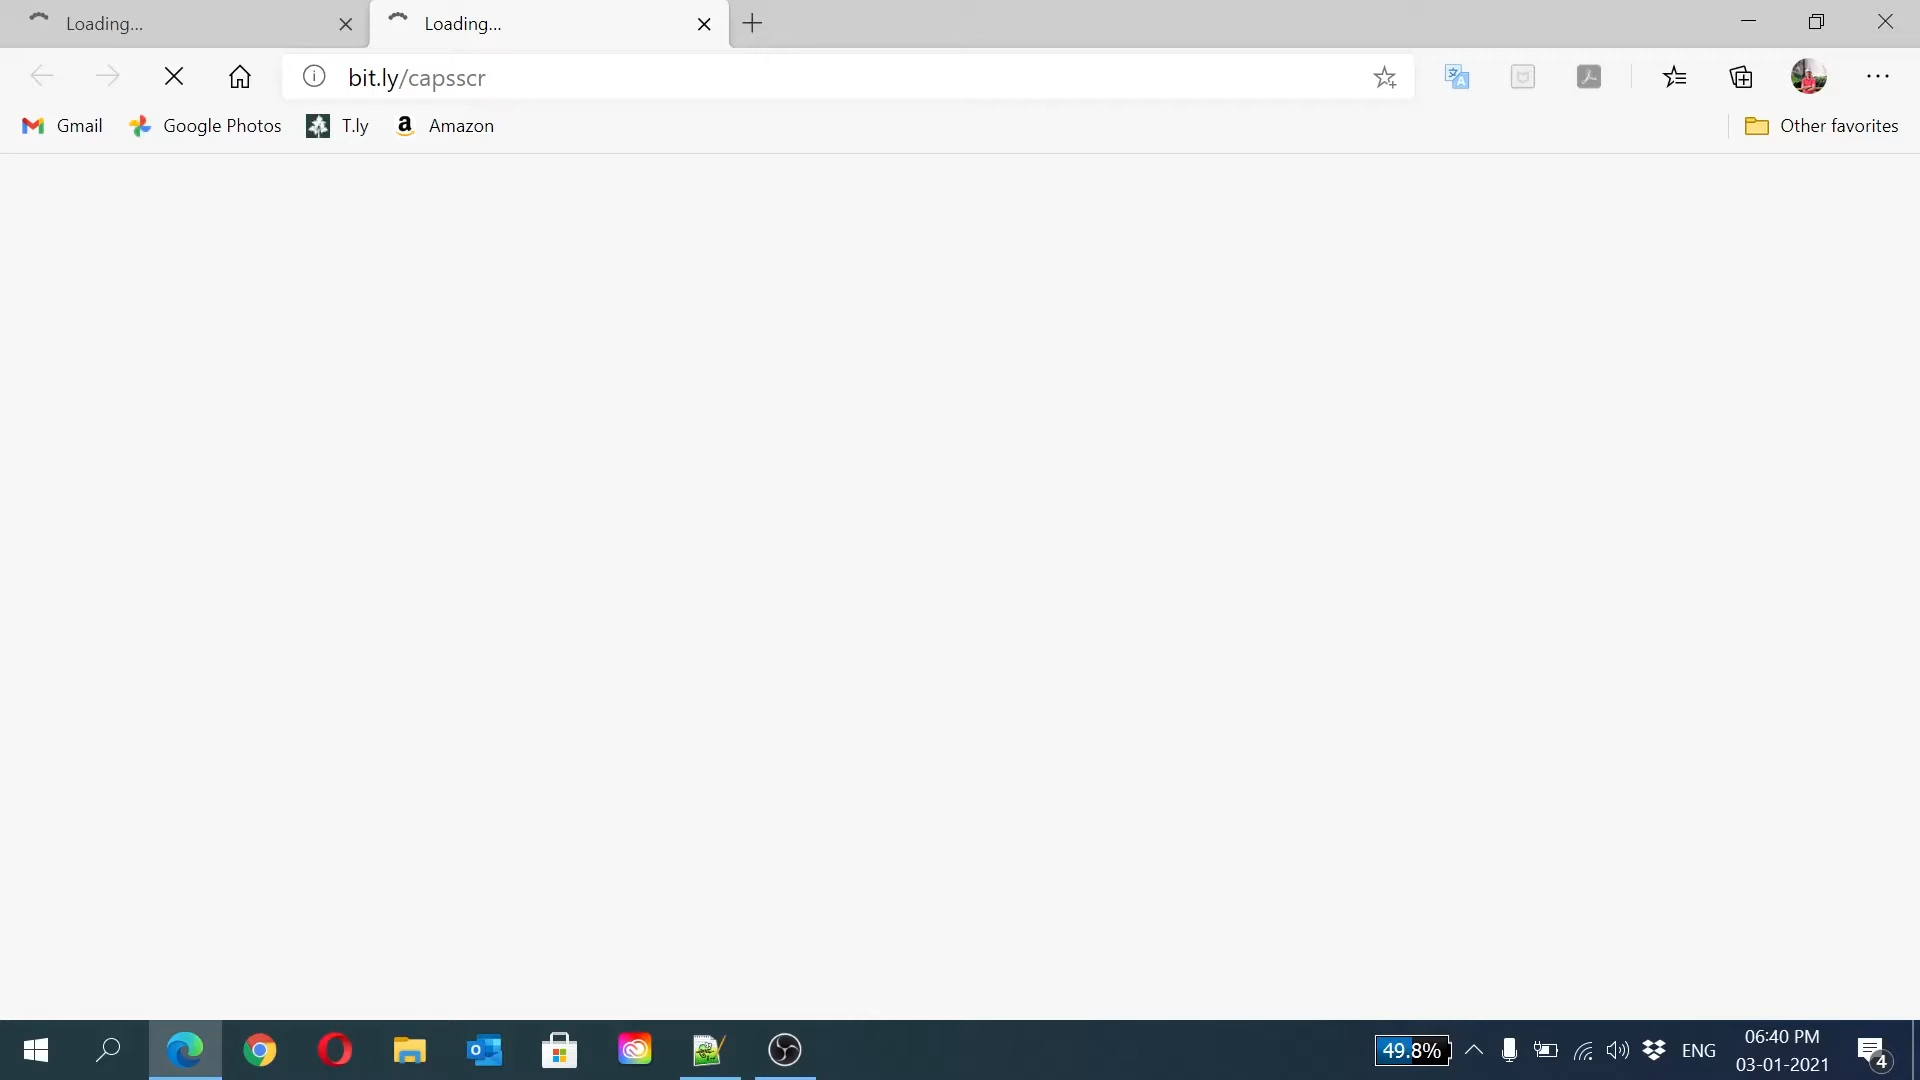 Loading...
Loading...
bit.ly/capsscr
Gmail
Google Photos
T.ly
Amazon
Other favorites
49.8%
ENG
06:40 PM
03-01-2021
4